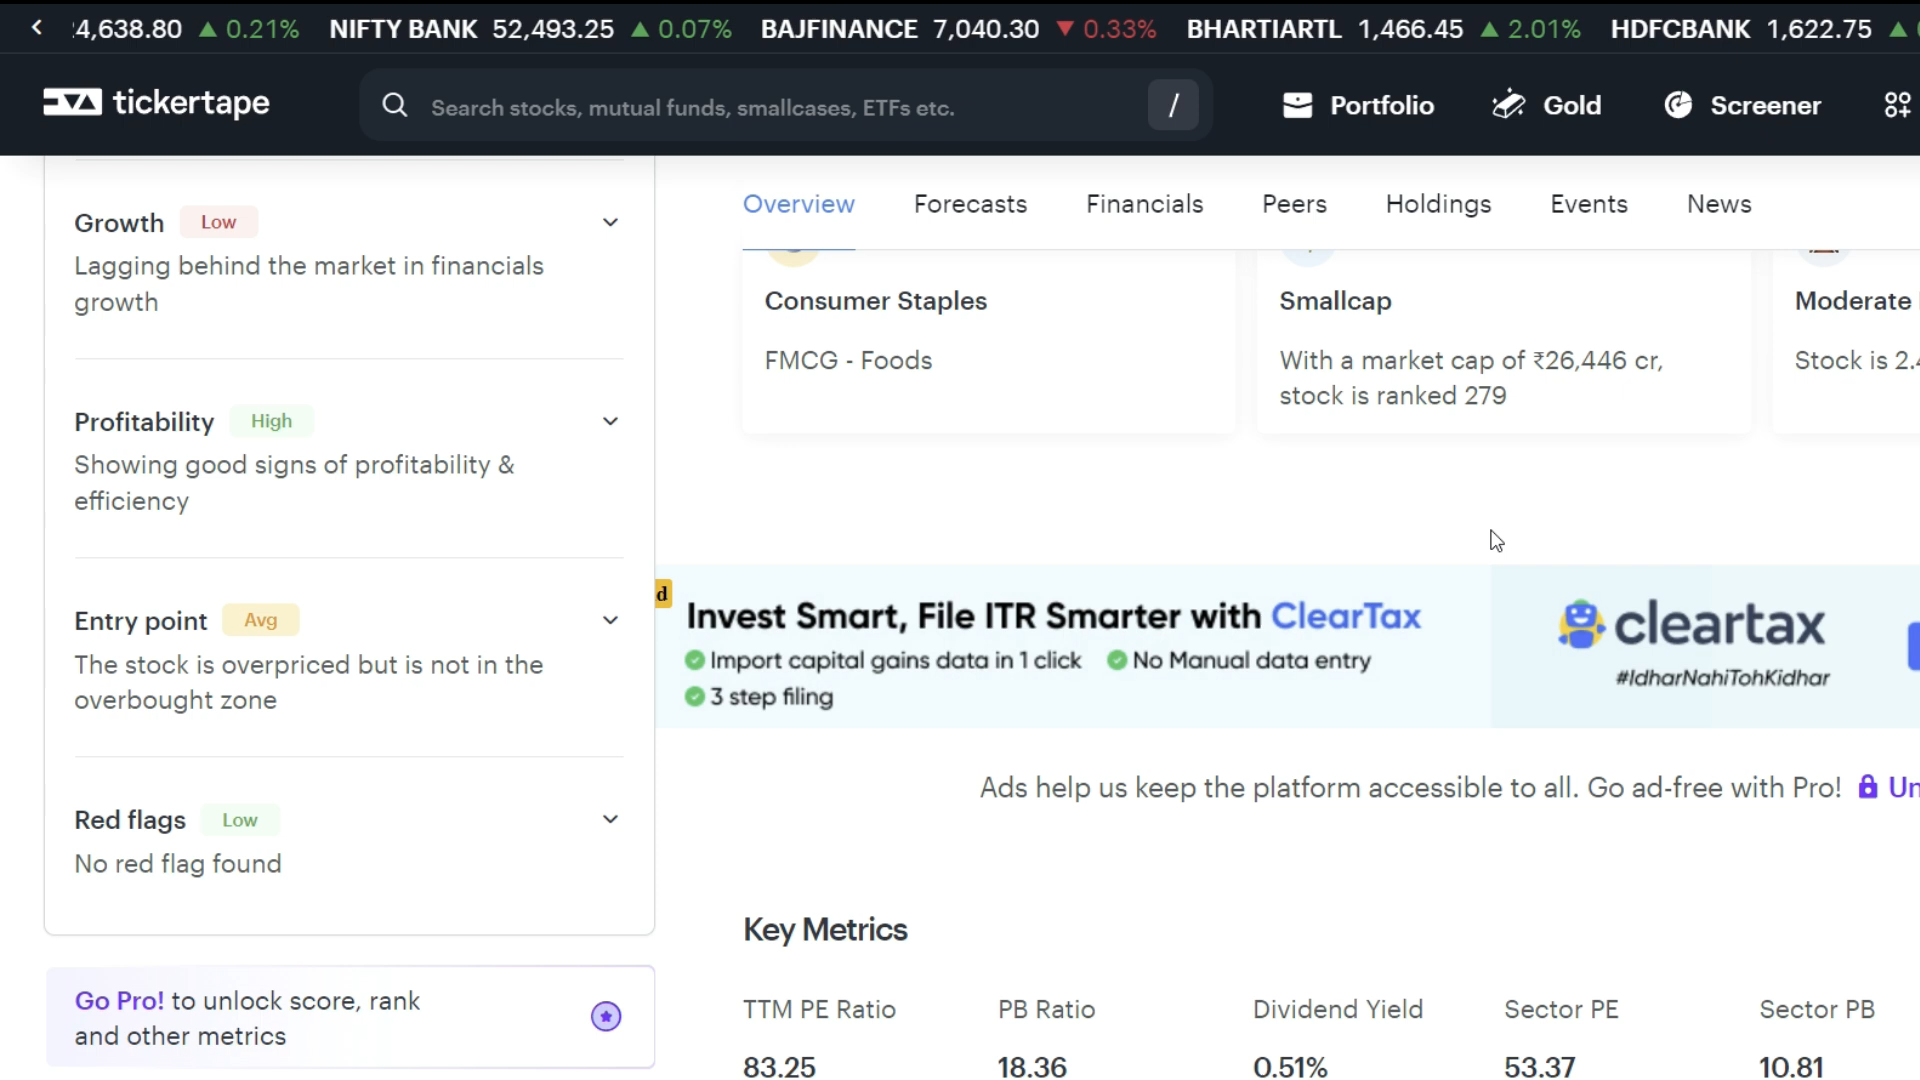 4,638.80 ▲ 0.21% NIFTY BANK 52,493.25 ▲ 0.07% BAJFINANCE 7,040.30 ▼ 0.33% BHARTIARTL 1,466.45 ▲ 2.01% HDFCBANK 1,622.75 ▲
tickertape
Search stocks, mutual funds, smallcases, ETFs etc. /
Portfolio Gold Screener
Overview Forecasts Financials Peers Holdings Events News
Growth Low
Lagging behind the market in financials
growth
Profitability High
Showing good signs of profitability &
efficiency
Entry point Avg
The stock is overpriced but is not in the
overbought zone
Red flags Low
No red flag found
Go Pro! to unlock score, rank
and other metrics
Consumer Staples
FMCG - Foods
Smallcap
With a market cap of ₹26,446 cr,
stock is ranked 279
Moderate
Stock is 2.
d
Invest Smart, File ITR Smarter with ClearTax
Import capital gains data in 1 click No Manual data entry
3 step filing
cleartax
#IdharNahiTohKidhar
Ads help us keep the platform accessible to all. Go ad-free with Pro! Un
Key Metrics
TTM PE Ratio PB Ratio Dividend Yield Sector PE Sector PB
83.25 18.36 0.51% 53.37 10.81